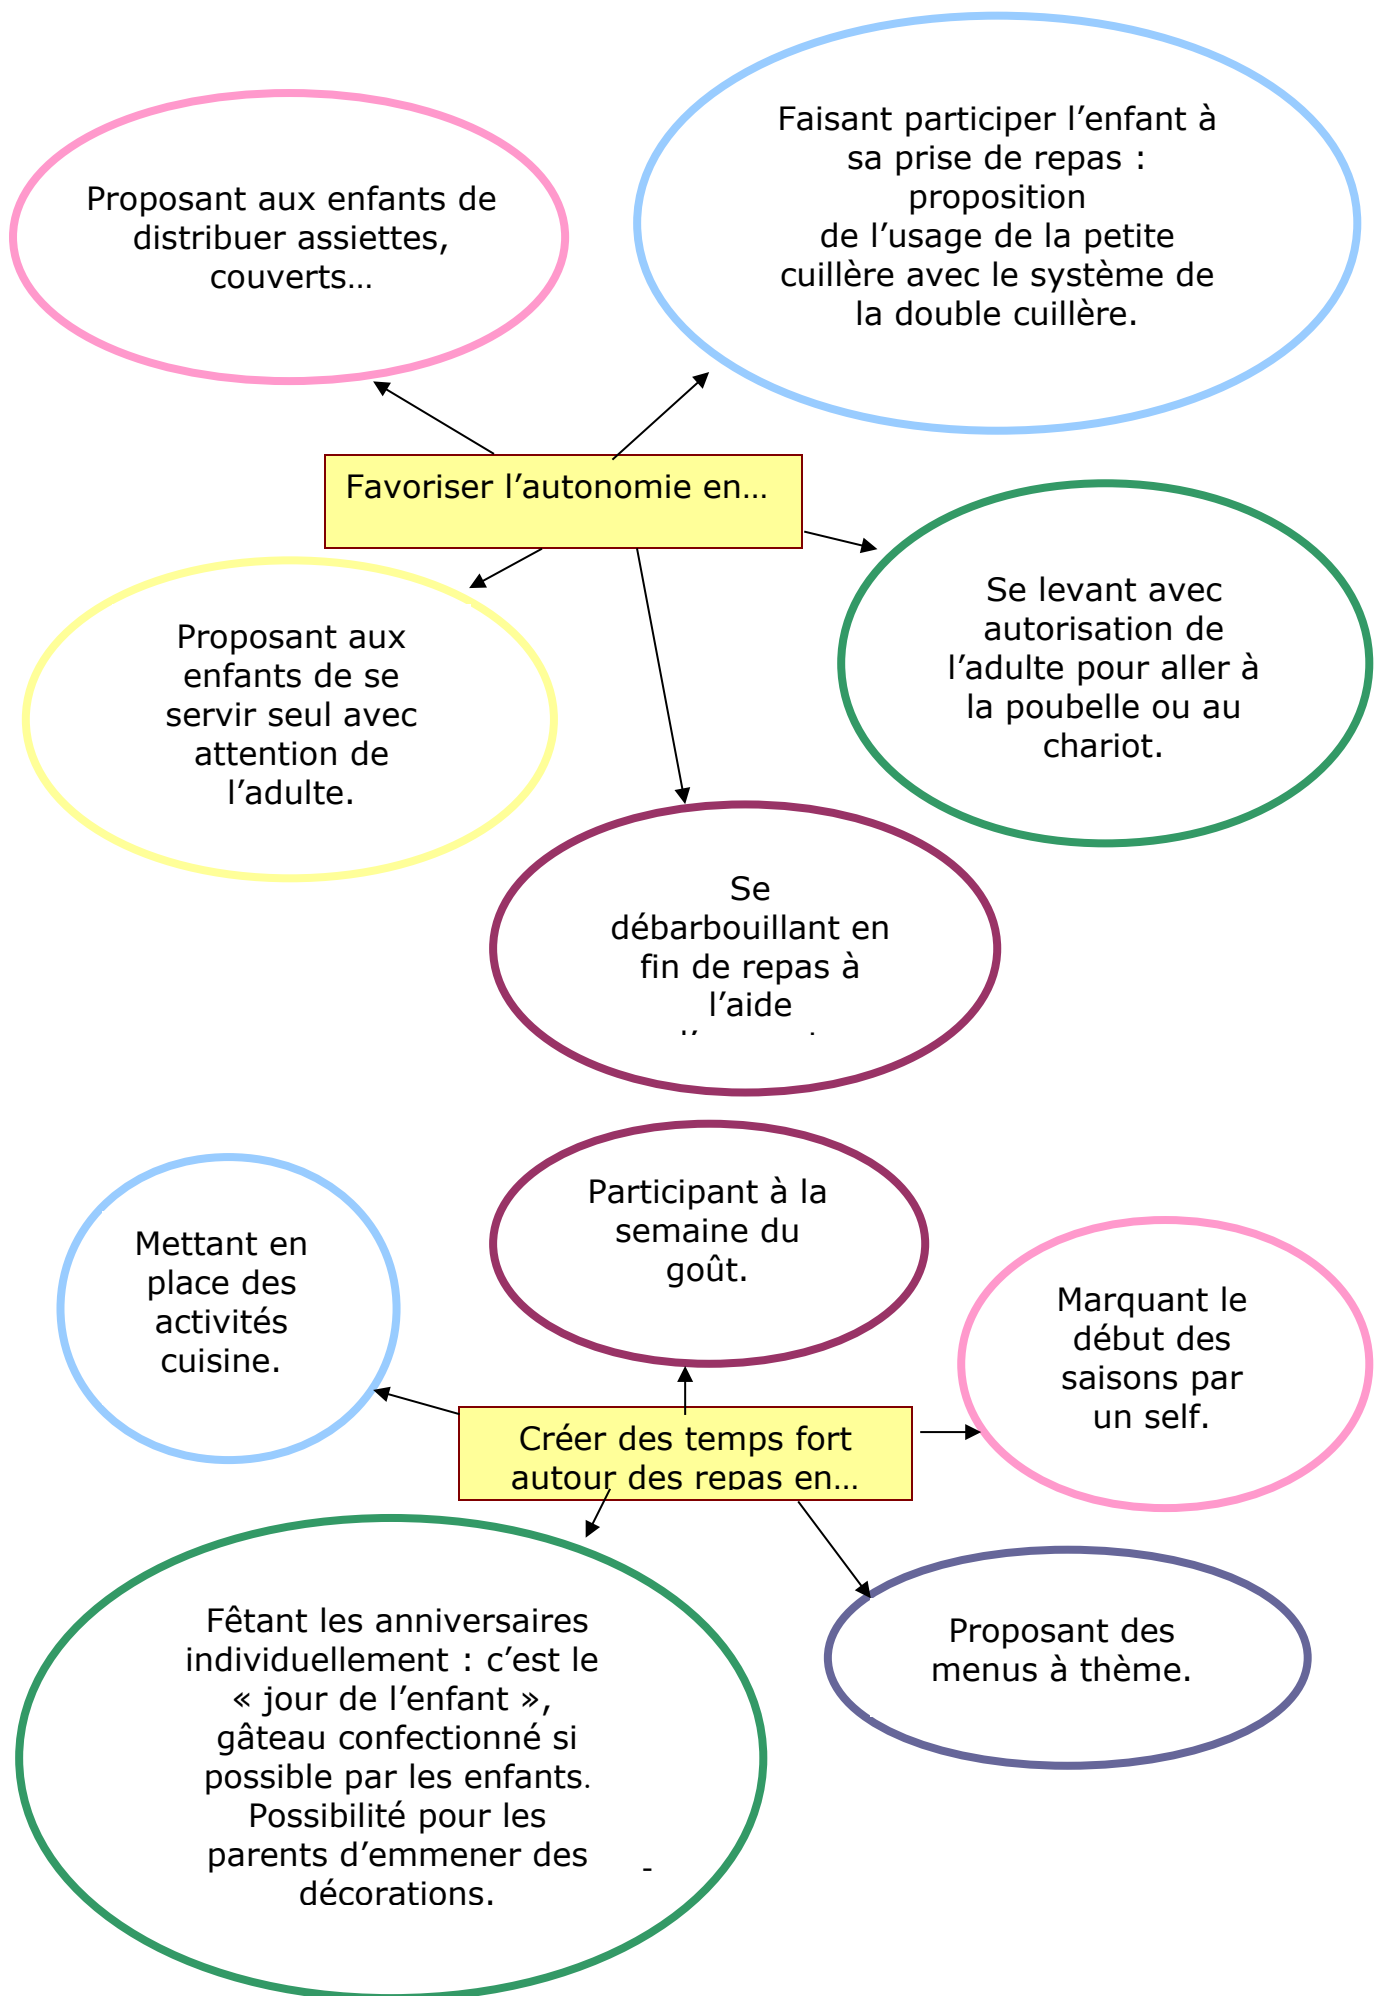 Proposant aux enfants de
distribuer assiettes,
couverts…
Faisant participer l’enfant à
sa prise de repas :
proposition
de l’usage de la petite
cuillère avec le système de
la double cuillère.
Favoriser l’autonomie en…
Proposant aux
enfants de se
servir seul avec
attention de
l’adulte.
Se levant avec
autorisation de
l’adulte pour aller à
la poubelle ou au
chariot.
Se
débarbouillant en
fin de repas à
l’aide
Participant à la
semaine du
goût.
Mettant en
place des
activités
cuisine.
Marquant le
début des
saisons par
un self.
Créer des temps fort
autour des repas en…
Fêtant les anniversaires
individuellement : c’est le
« jour de l’enfant »,
gâteau confectionné si
possible par les enfants.
Possibilité pour les
parents d’emmener des
décorations.
Proposant des
menus à thème.